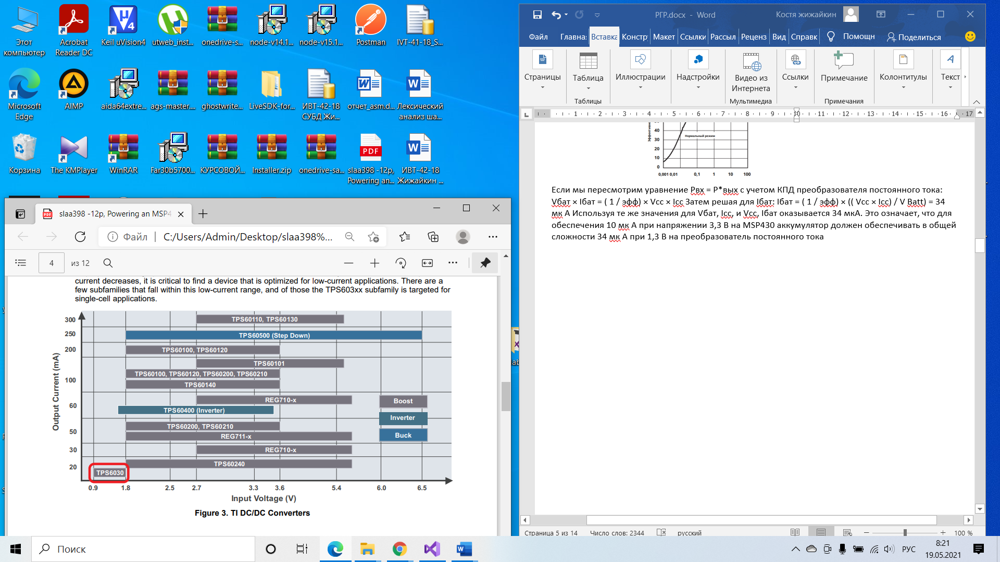 Этот компьютер
Acrobat Reader DC
Keil uVision4
utweb_inst...
onedrive-s...
node-v14.1...
node-v15.1...
Postman
IVT-41-18_S...
Microsoft Edge
AIMP
aida64extre...
ags-master....
ghostwrite...
LiveSDK-for...
ИВТ-42-18 СУБД Жи...
отчет_asm.d...
Лексический анализ ша...
Корзина
The KMPlayer
WinRAR
Far30b5700...
КУРСОВОЙ...
Installer.zip
onedrive-sa...
PDF
slaa398 -12p, Powering an...
ИВТ-42-18 Жижайкин ...
slaa398 -12p, Powering an MSP4
Файл
C:/Users/Admin/Desktop/slaa398%...
4 из 12
current decreases, it is critical to find a device that is optimized for low-current applications. There are a
few subfamilies that fall within this low-current range, and of those the TPS603xx subfamily is targeted for
single-cell applications.
Output Current (mA)
300
250
200
100
60
50
30
20
TPS60110, TPS60130
TPS60500 (Step Down)
TPS60100, TPS60120
TPS60101
TPS60100, TPS60120, TPS60200, TPS60210
TPS60140
REG710-x
TPS60400 (Inverter)
TPS60200, TPS60210
REG711-x
REG710-x
TPS60240
TPS6030
Boost
Inverter
Buck
0.9 1.8 2.5 2.7 3.3 3.6 5.4 6.0 6.5
Input Voltage (V)
Figure 3. TI DC/DC Converters
РГР.docx - Word
Костя жижайкин
Файл Главна Вставка Констр Макет Ссылки Рассыл Реценз Вид Справк Помощн Поделиться
Страницы
Таблица
Иллюстрации
Надстройки
Видео из Интернета
Ссылки
Примечание
Колонтитулы
Текст
Таблицы
Мультимедиа
Примечания
1 2 3 4 5 6 7 8 9 10 11 12 13 14 15 16 17
40
30
20
10
0
Нормальный режим
0,001 0,01 0,1 1 10 100
Если мы пересмотрим уравнение Рвх = Р*вых с учетом КПД преобразователя постоянного тока:
Vбат × Iбат = ( 1 / эфф) × Vcc × Icc Затем решая для Iбат: Iбат = ( 1 / эфф) × (( Vcc × Icc) / V Batt) = 34
мк А Используя те же значения для Vбат, Icc, и Vcc, Iбат оказывается 34 мкА. Это означает, что для
обеспечения 10 мк А при напряжении 3,3 В на MSP430 аккумулятор должен обеспечивать в общей
сложности 34 мк А при 1,3 В на преобразователь постоянного тока
Страница 5 из 14
Число слов: 2344
русский
100 %
Поиск
РУС
8:21
19.05.2021